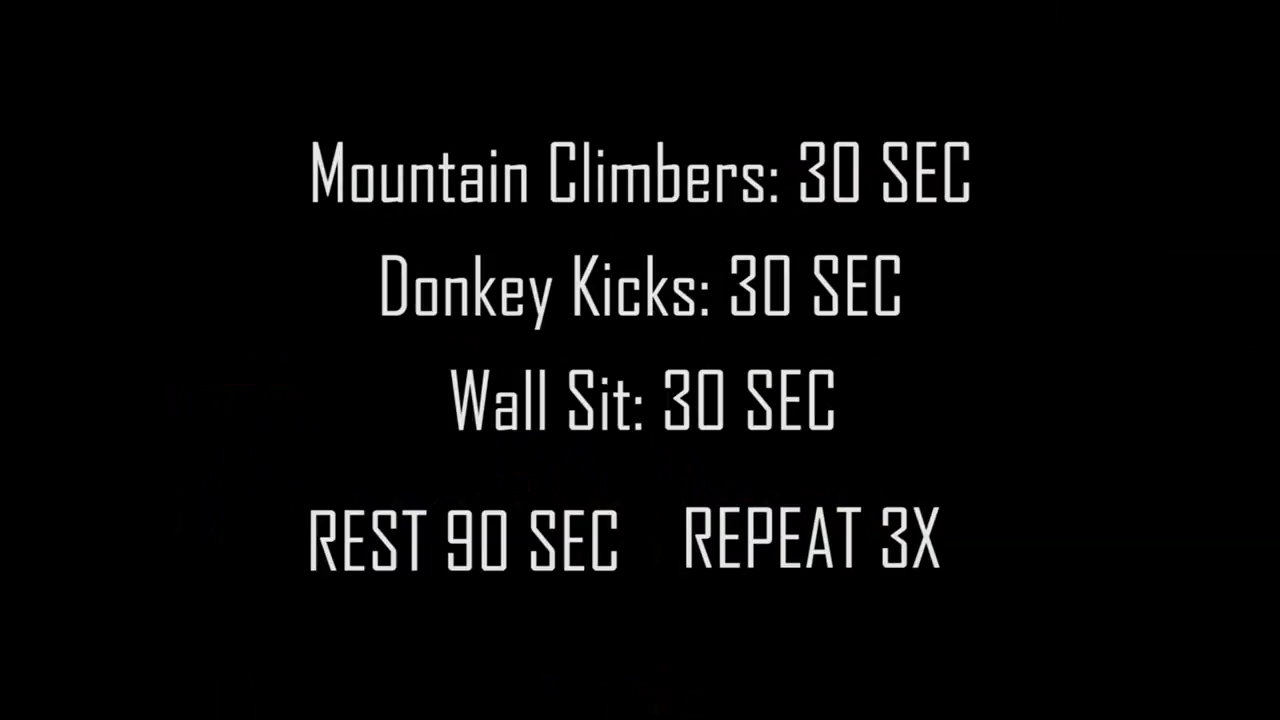 Mountain Climbers: 30 SEC
Donkey Kicks: 30 SEC
Wall Sit: 30 SEC
REST 90 SEC REPEAT 3X